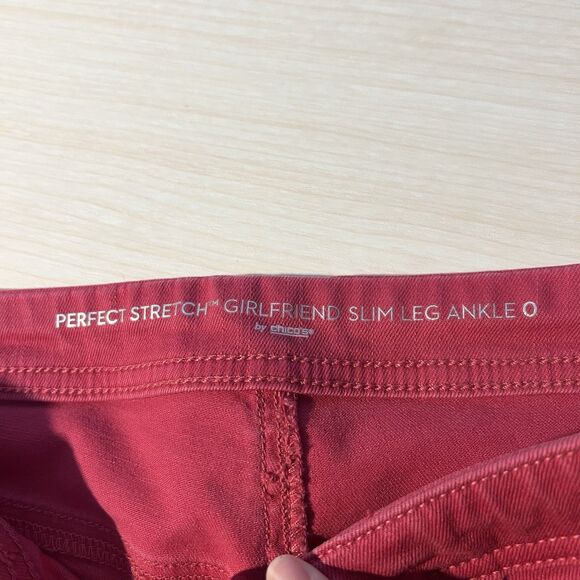 PERFECT STRETCH™ GIRLFRIEND SLIM LEG ANKLE 0
by chico's®